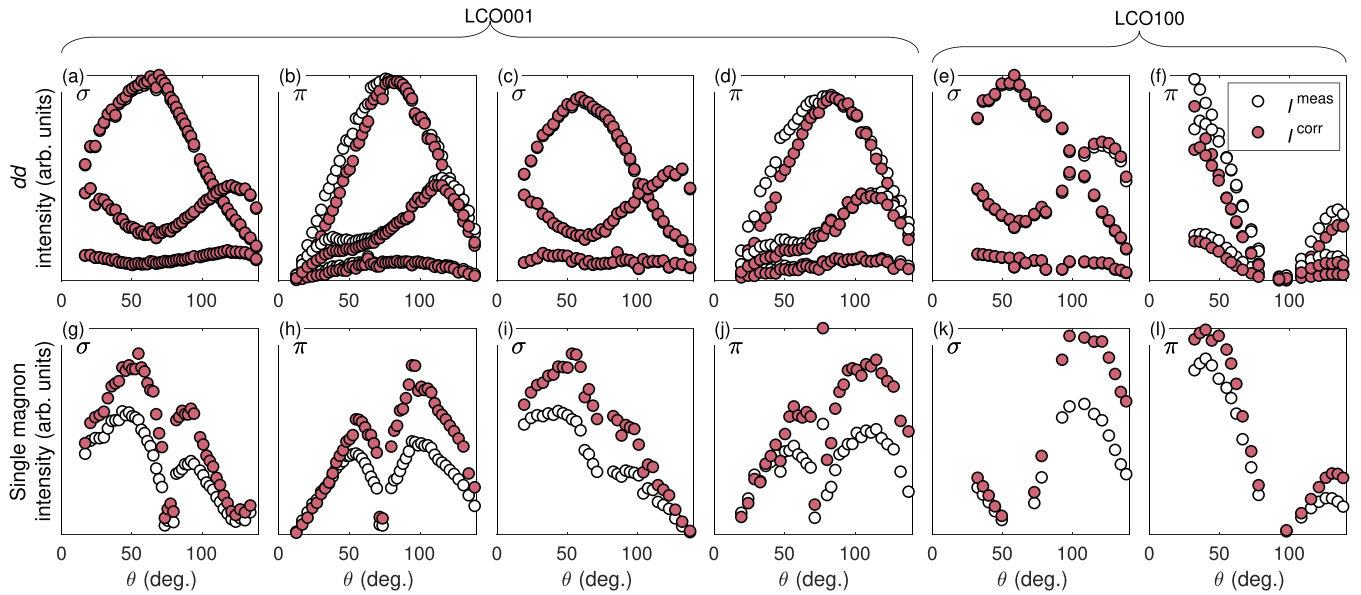 LCO001 LCO100
(a) (b) (c) (d) (e) (f)
σ π σ π σ π
I meas
I corr
dd
intensity (arb. units)
0 50 100 0 50 100 0 50 100 0 50 100 0 50 100 0 50 100
(g) (h) (i) (j) (k) (l)
σ π σ π σ π
Single magnon
intensity (arb. units)
0 50 100 0 50 100 0 50 100 0 50 100 0 50 100 0 50 100
θ (deg.) θ (deg.) θ (deg.) θ (deg.) θ (deg.) θ (deg.)